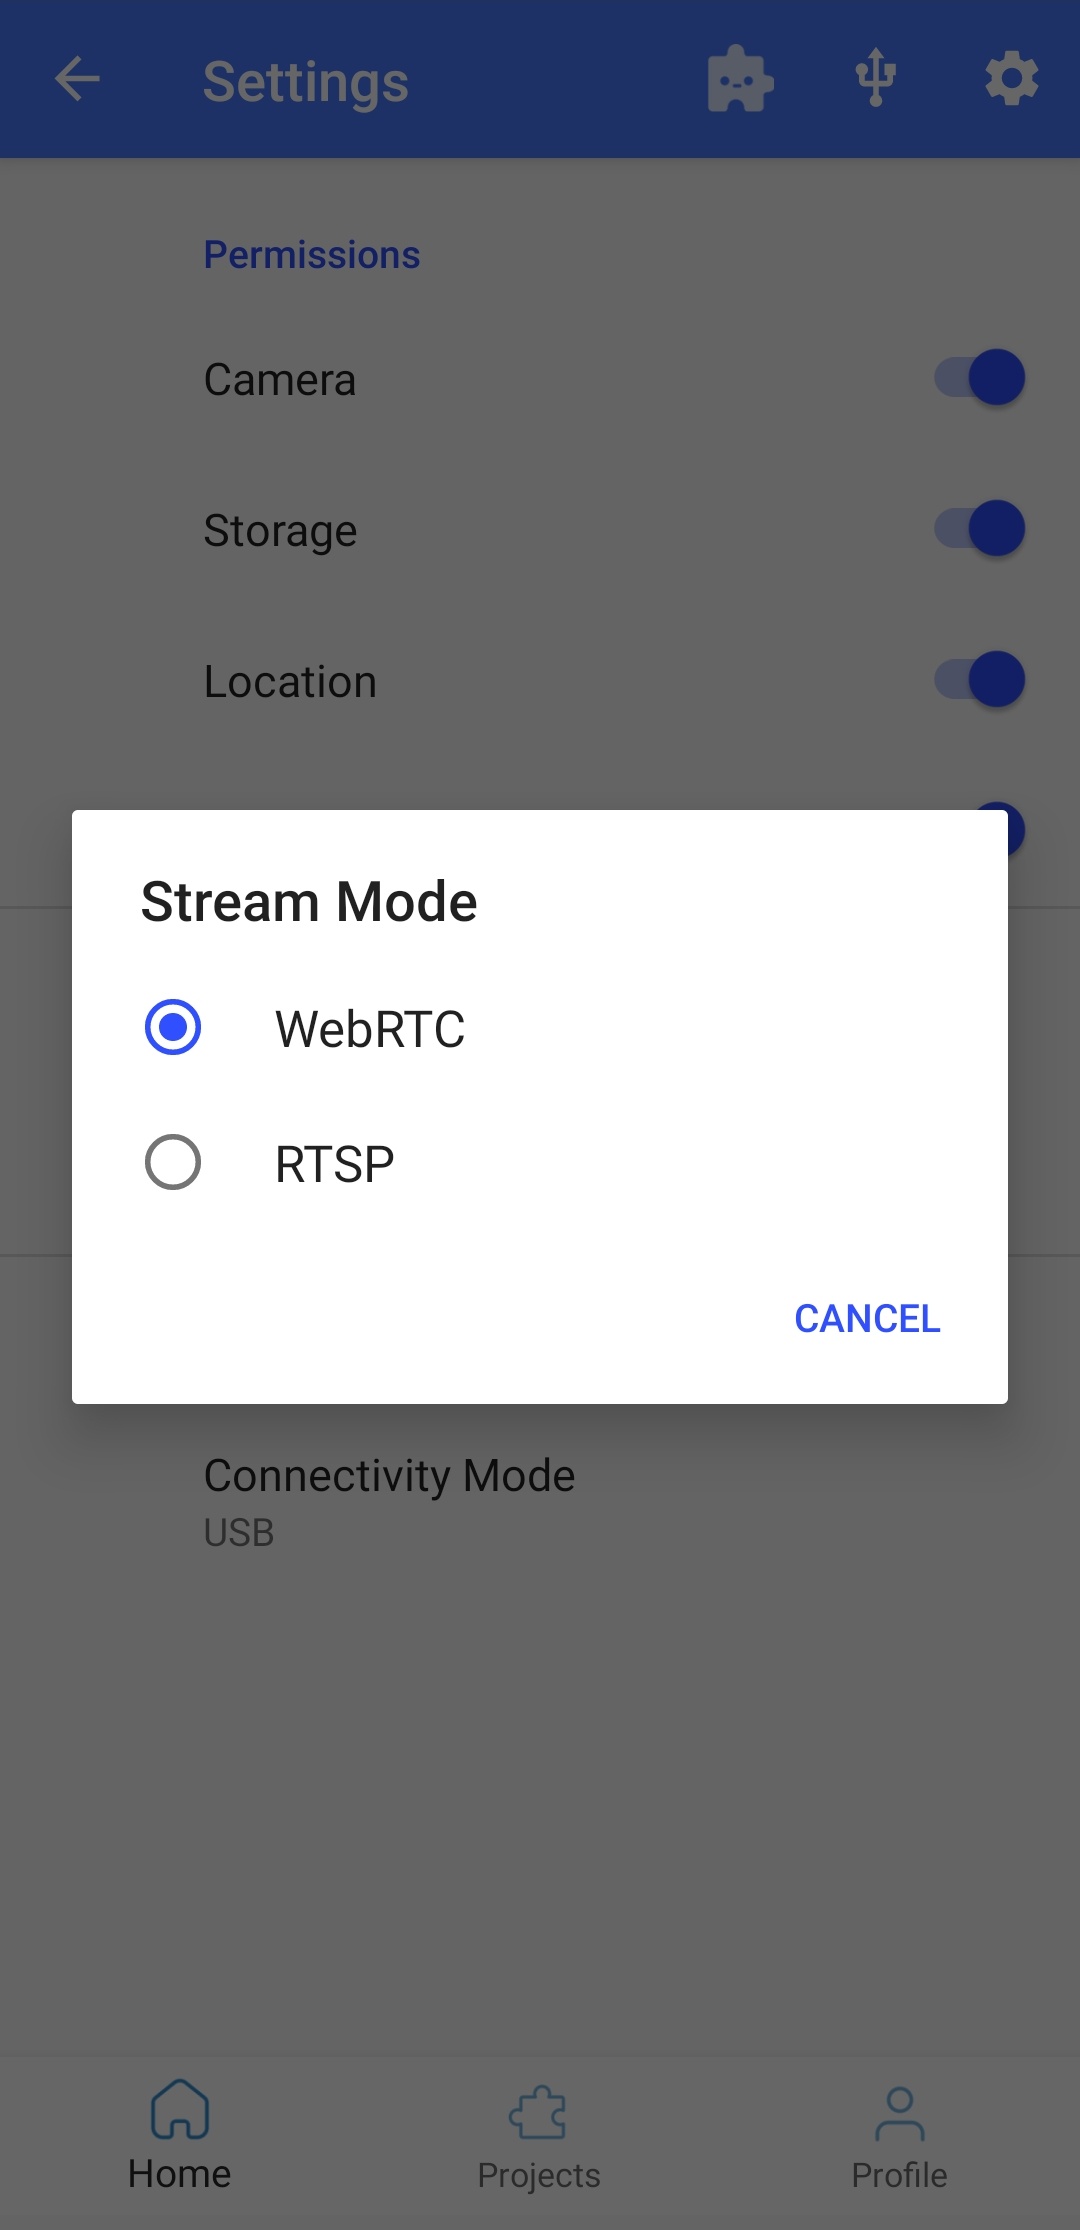 Settings
Permissions
Camera
Storage
Location
Stream Mode
WebRTC
RTSP
CANCEL
Connectivity Mode
USB
Home
Projects
Profile